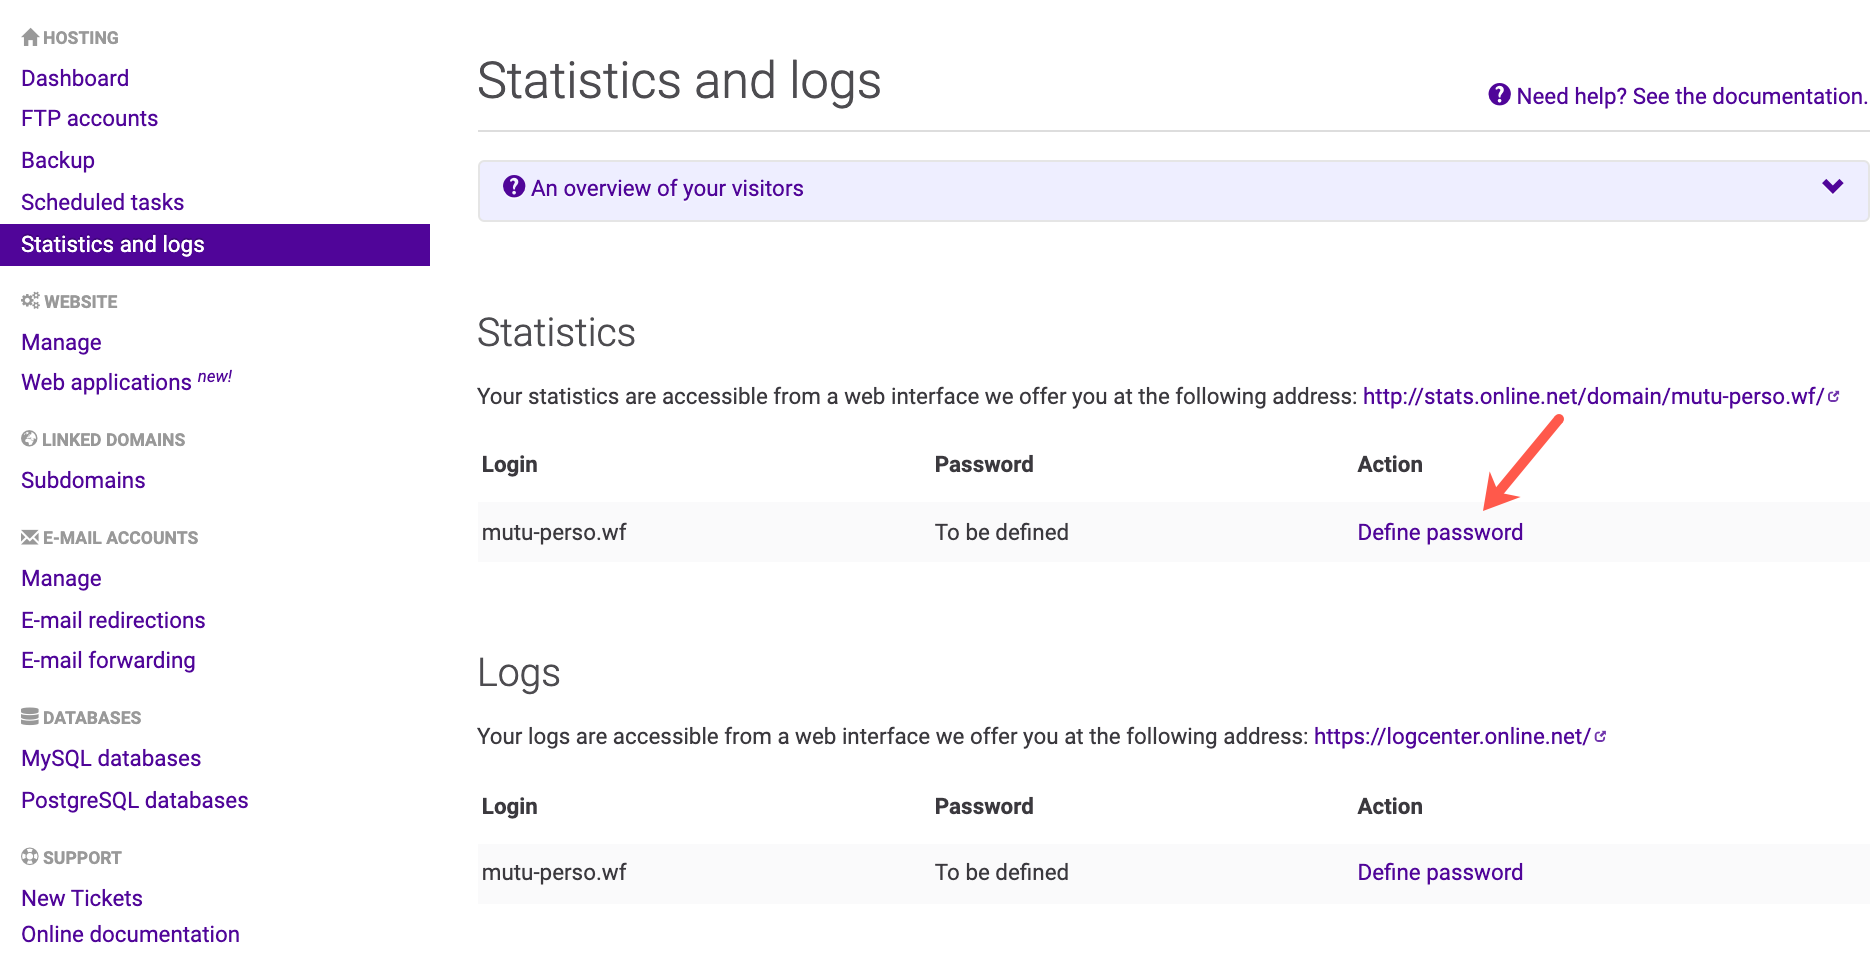 HOSTING
Dashboard
FTP accounts
Backup
Scheduled tasks
Statistics and logs
WEBSITE
Manage
Web applications new!
LINKED DOMAINS
Subdomains
E-MAIL ACCOUNTS
Manage
E-mail redirections
E-mail forwarding
DATABASES
MySQL databases
PostgreSQL databases
SUPPORT
New Tickets
Online documentation
Statistics and logs
Need help? See the documentation.
An overview of your visitors
Statistics
Your statistics are accessible from a web interface we offer you at the following address: http://stats.online.net/domain/mutu-perso.wf/
Login Password Action
mutu-perso.wf To be defined Define password
Logs
Your logs are accessible from a web interface we offer you at the following address: https://logcenter.online.net/
Login Password Action
mutu-perso.wf To be defined Define password